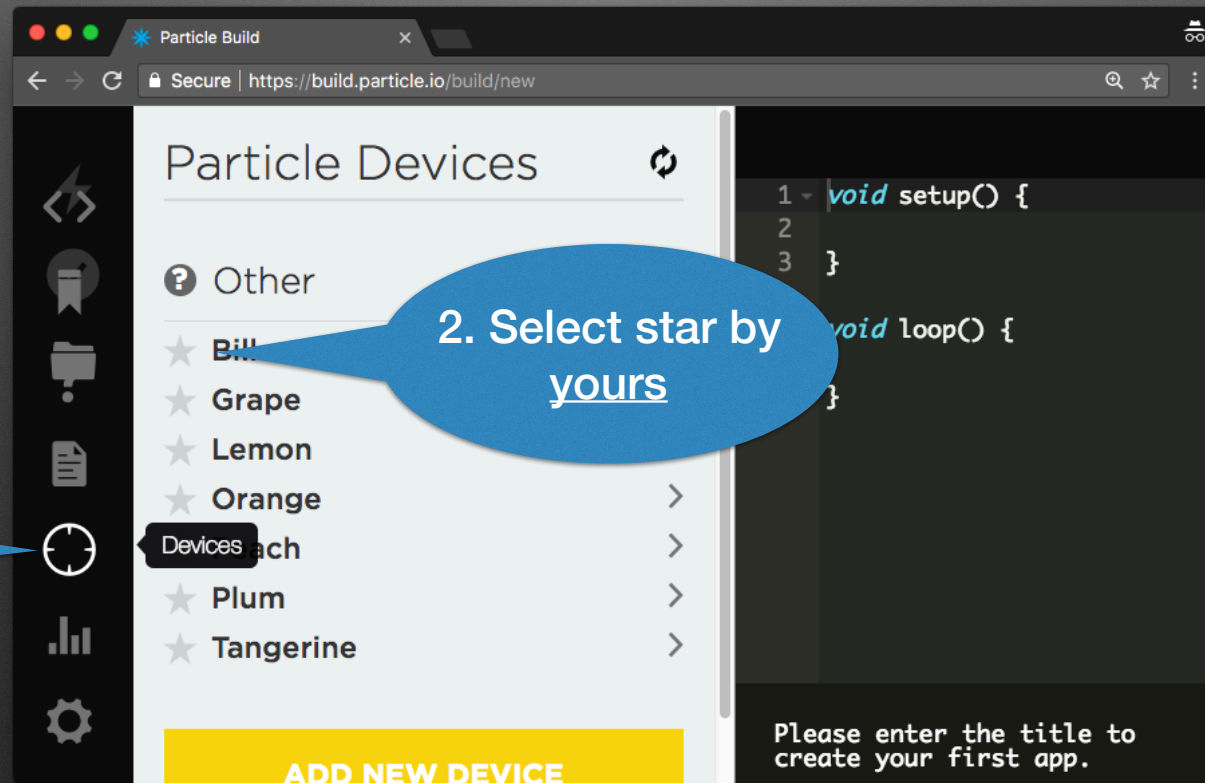 Particle Build
Secure | https://build.particle.io/build/new
Particle Devices
Other
Grape
Lemon
Orange
Devices
Plum
Tangerine
ADD NEW DEVICE
2. Select star by
yours
1 void setup() {
2
3 }
void loop() {
}
Please enter the title to
create your first app.